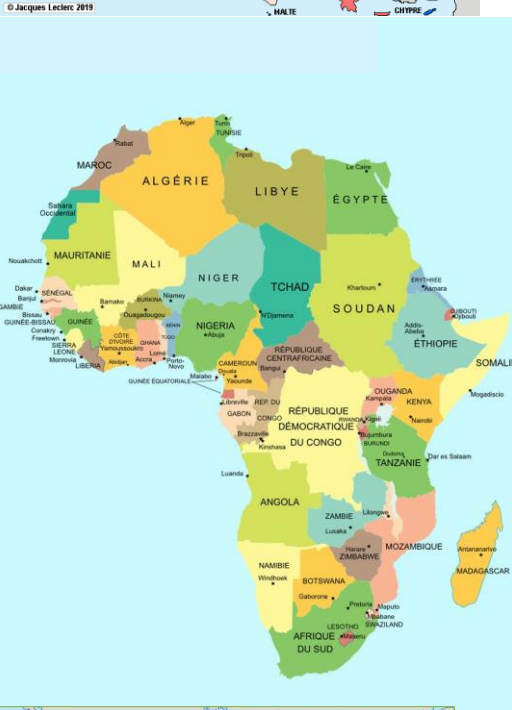 © Jacques Leclerc 2019
MALTE
CHYPRE
Alger
Tunis
TUNISIE
Rabat
Tripoli
MAROC
Le Caire
ALGÉRIE
LIBYE
ÉGYPTE
Sahara
Occidental
MAURITANIE
Nouakchott
MALI
NIGER
TCHAD
Khartoum
SOUDAN
ÉRYTHRÉE
Asmara
Dakar
SÉNÉGAL
Banjul
GAMBIE
Bissau
GUINÉE-BISSAU
Bamako
BURKINA
Niamey
Ouagadougou
N'Djamena
DJIBOUTI
Djibouti
GUINÉE
Conakry
Freetown
SIERRA
LEONE
Monrovia
LIBERIA
CÔTE
D'IVOIRE
Yamoussoukro
Abidjan
GHANA
Accra
TOGO
Lomé
BÉNIN
Porto-
Novo
NIGERIA
Abuja
Addis-
Abeba
ÉTHIOPIE
SOMALI
Mogadiscio
CAMEROUN
Douala
Yaounde
RÉPUBLIQUE
CENTRAFRICAINE
Bangui
Malabo
GUINÉE ÉQUATORIALE
Libreville
GABON
REP. DU
CONGO
Brazzaville
Kinshasa
RÉPUBLIQUE
DÉMOCRATIQUE
DU CONGO
OUGANDA
Kampala
KENYA
Nairobi
RWANDA
Kigali
Bujumbura
BURUNDI
Dodoma
TANZANIE
Dar es Salaam
Luanda
ANGOLA
ZAMBIE
Lusaka
Lilongwe
Harare
ZIMBABWE
MOZAMBIQUE
Antananarivo
MADAGASCAR
NAMIBIE
Windhoek
BOTSWANA
Gaborone
Pretoria
Maputo
Mbabane
SWAZILAND
LESOTHO
Maseru
AFRIQUE
DU SUD